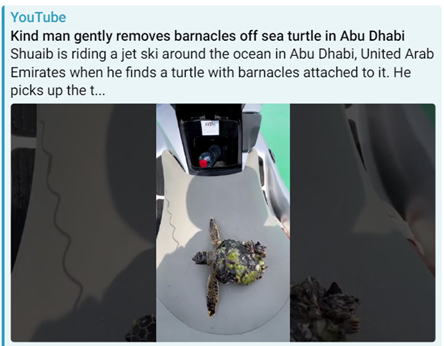 YouTube
Kind man gently removes barnacles off sea turtle in Abu Dhabi
Shuaib is riding a jet ski around the ocean in Abu Dhabi, United Arab
Emirates when he finds a turtle with barnacles attached to it. He
picks up the t...